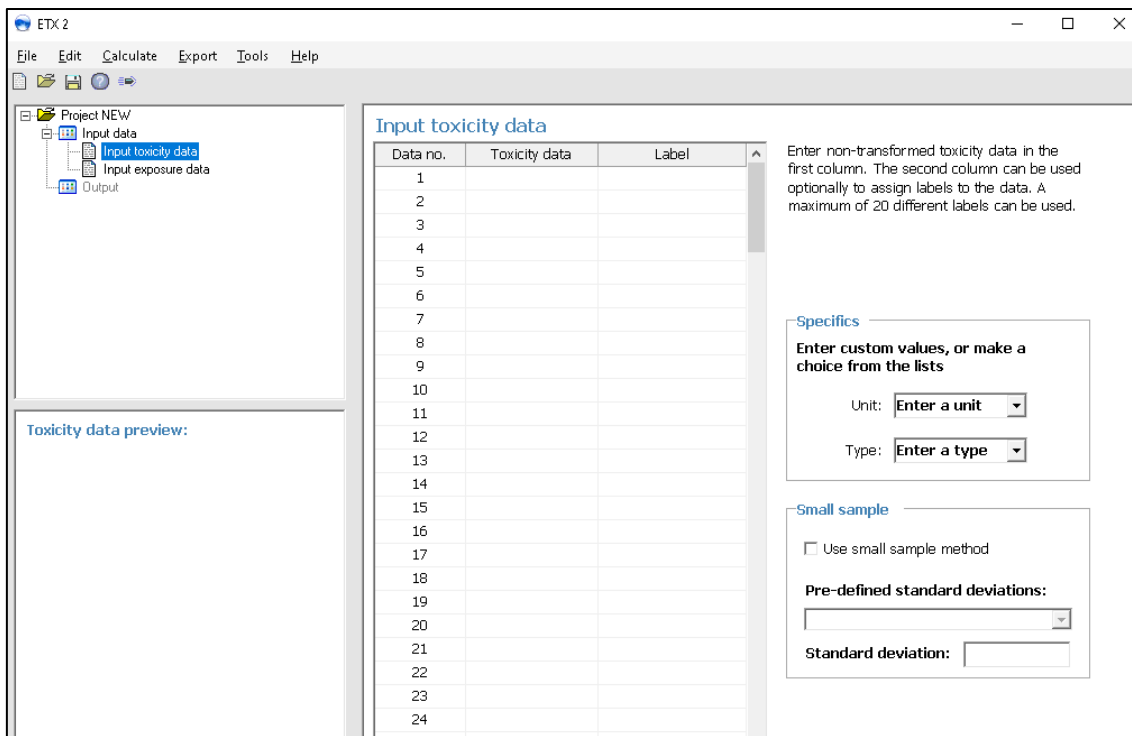 ETX 2
File Edit Calculate Export Tools Help
Project NEW
Input data
Input toxicity data
Input exposure data
Output
Toxicity data preview:
Input toxicity data
Data no. Toxicity data Label
1
2
3
4
5
6
7
8
9
10
11
12
13
14
15
16
17
18
19
20
21
22
23
24
Enter non-transformed toxicity data in the
first column. The second column can be used
optionally to assign labels to the data. A
maximum of 20 different labels can be used.
Specifics
Enter custom values, or make a
choice from the lists
Unit: Enter a unit
Type: Enter a type
Small sample
Use small sample method
Pre-defined standard deviations:
Standard deviation: